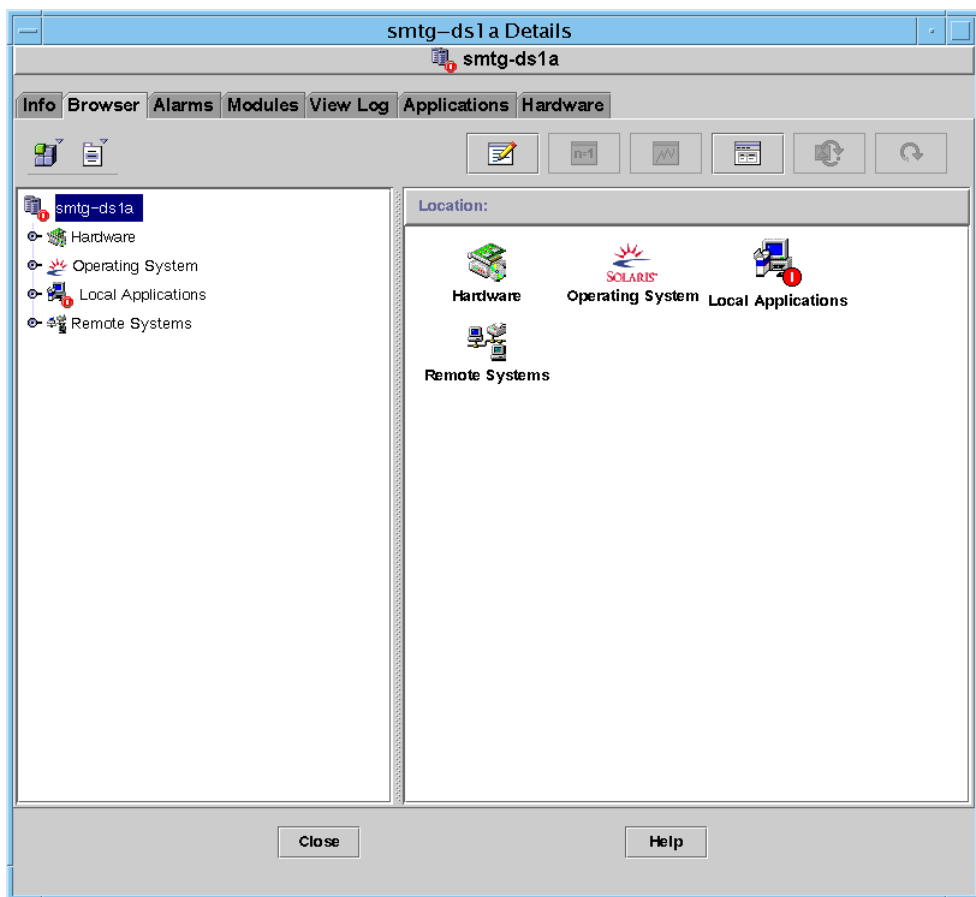 smtg-ds1a Details
smtg-ds1a
Info Browser Alarms Modules View Log Applications Hardware
n=1
smtg-ds1a
Hardware
Operating System
Local Applications
Remote Systems
Location:
SOLARIS
Hardware Operating System Local Applications
Remote Systems
Close Help